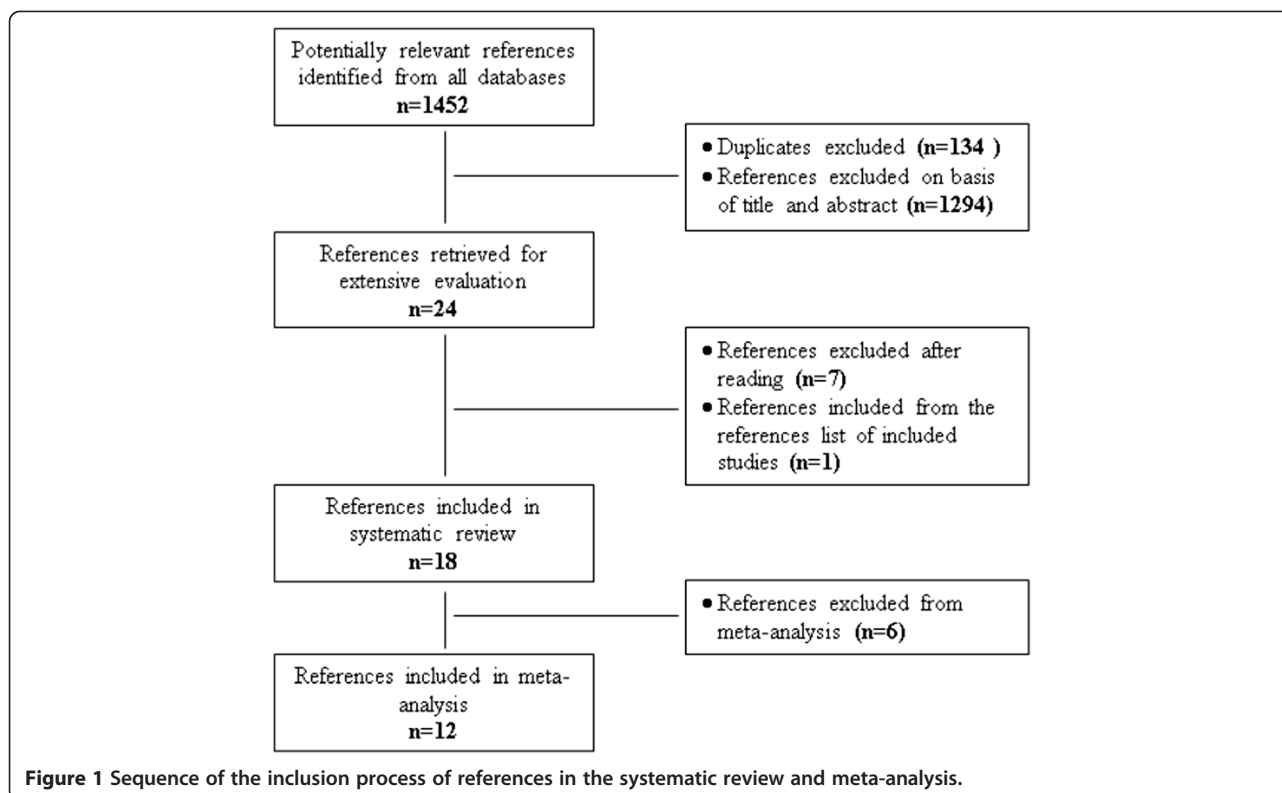 Potentially relevant references
identified from all databases
n=1452
• Duplicates excluded (n=134 )
• References excluded on basis
of title and abstract (n=1294)
References retrieved for
extensive evaluation
n=24
• References excluded after
reading (n=7)
• References included from the
references list of included
studies (n=1)
References included in
systematic review
n=18
• References excluded from
meta-analysis (n=6)
References included in meta-
analysis
n=12
Figure 1 Sequence of the inclusion process of references in the systematic review and meta-analysis.